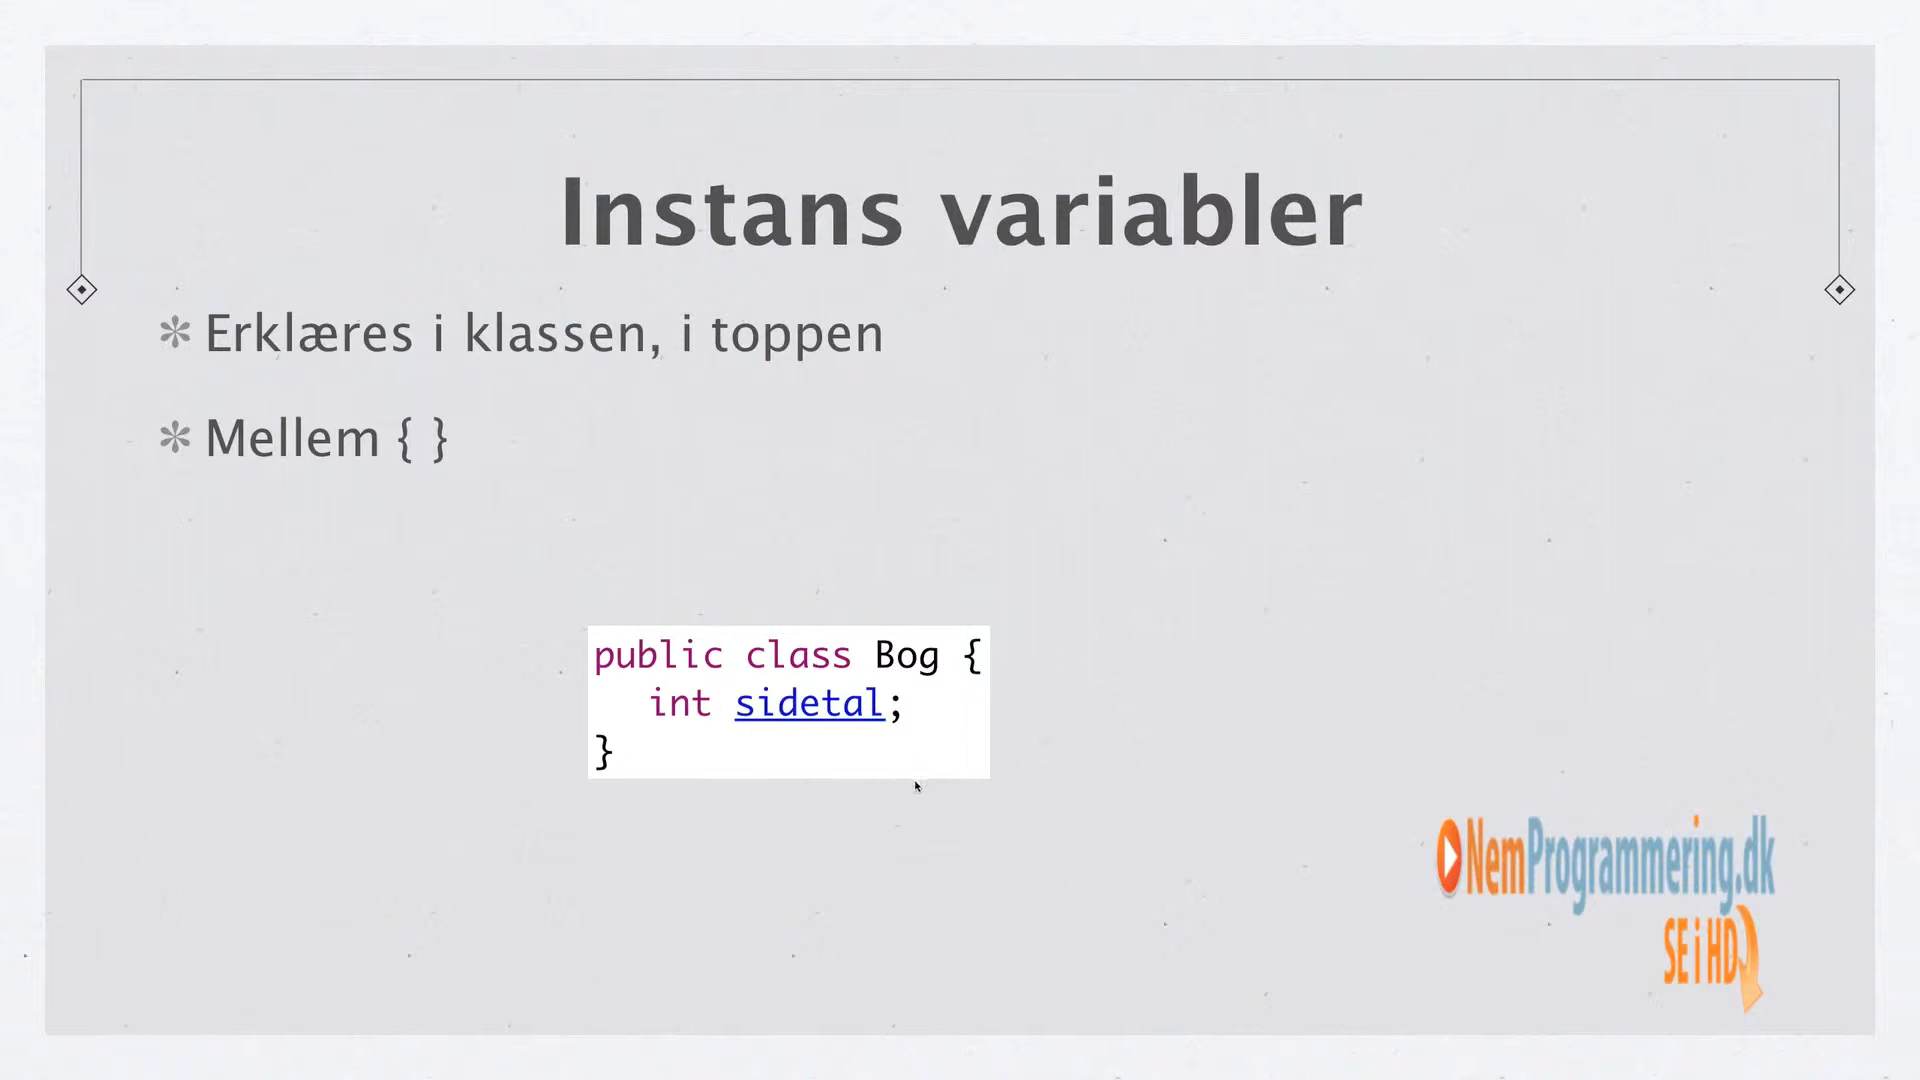 Instans variabler
Erklæres i klassen, i toppen
Mellem { }
public class Bog {
int sidetal;
}
NemProgrammering.dk
SE i HD